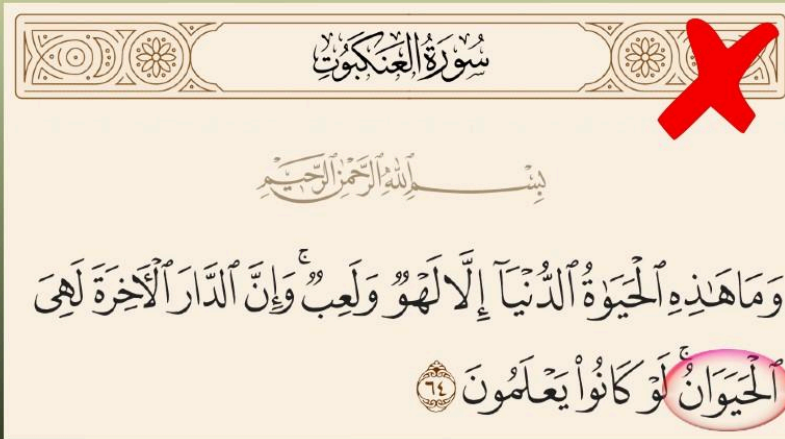 سُورَةُ العَنكَبُوتِ
بِسْمِ ٱللَّهِ ٱلرَّحْمَٰنِ ٱلرَّحِيمِ
وَمَا هَٰذِهِ ٱلْحَيَوٰةُ ٱلدُّنْيَآ إِلَّا لَهْوٌ وَلَعِبٌ ۚ وَإِنَّ ٱلدَّارَ ٱلْأَخِرَةَ لَهِىَ
ٱلْحَيَوَانُ ۚ لَوْ كَانُوا۟ يَعْلَمُونَ ٦٤